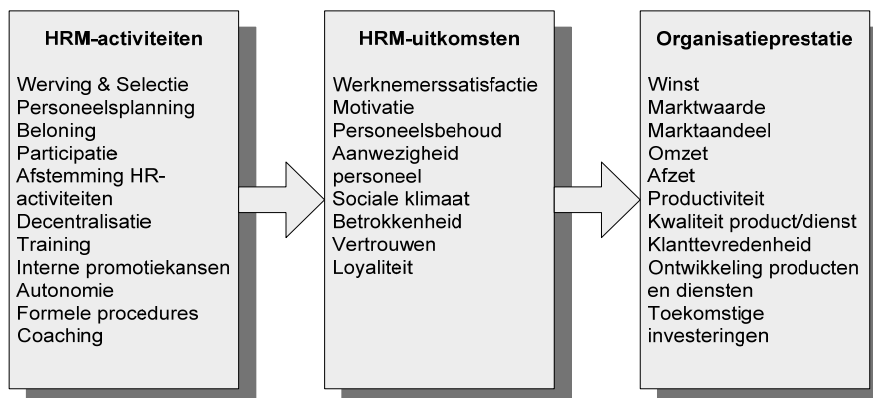 HRM-activiteiten
Werving & Selectie
Personeelsplanning
Beloning
Participatie
Afstemming HR-
activiteiten
Decentralisatie
Training
Interne promotiekansen
Autonomie
Formele procedures
Coaching
HRM-uitkomsten
Werknemerssatisfactie
Motivatie
Personeelsbehoud
Aanwezigheid
personeel
Sociale klimaat
Betrokkenheid
Vertrouwen
Loyaliteit
Organisatieprestatie
Winst
Marktwaarde
Marktaandeel
Omzet
Afzet
Productiviteit
Kwaliteit product/dienst
Klanttevredenheid
Ontwikkeling producten
en diensten
Toekomstige
investeringen